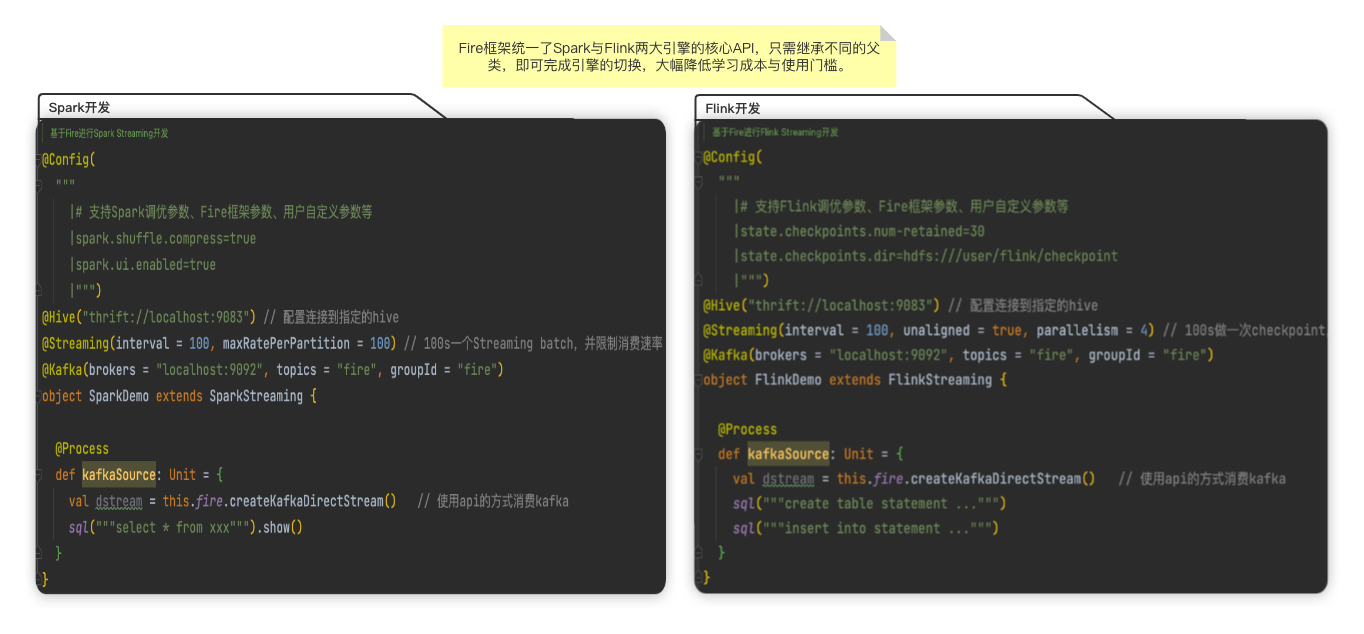 Fire框架统一了Spark与Flink两大引擎的核心API，只需继承不同的父
类，即可完成引擎的切换，大幅降低学习成本与使用门槛。
Spark开发
基于Fire进行Spark Streaming开发
@Config(
"""
|# 支持Spark调优参数、Fire框架参数、用户自定义参数等
|spark.shuffle.compress=true
|spark.ui.enabled=true
|""")
@Hive("thrift://localhost:9083") // 配置连接到指定的hive
@Streaming(interval = 100, maxRatePerPartition = 100) // 100s一个Streaming batch，并限制消费速率
@Kafka(brokers = "localhost:9092", topics = "fire", groupId = "fire")
object SparkDemo extends SparkStreaming {
@Process
def kafkaSource: Unit = {
val dstream = this.fire.createKafkaDirectStream() // 使用api的方式消费kafka
sql("""select * from xxx""").show()
}
}
Flink开发
基于Fire进行Flink Streaming开发
@Config(
"""
|# 支持Flink调优参数、Fire框架参数、用户自定义参数等
|state.checkpoints.num-retained=30
|state.checkpoints.dir=hdfs:///user/flink/checkpoint
|""")
@Hive("thrift://localhost:9083") // 配置连接到指定的hive
@Streaming(interval = 100, unaligned = true, parallelism = 4) // 100s做一次checkpoint
@Kafka(brokers = "localhost:9092", topics = "fire", groupId = "fire")
object FlinkDemo extends FlinkStreaming {
@Process
def kafkaSource: Unit = {
val dstream = this.fire.createKafkaDirectStream() // 使用api的方式消费kafka
sql("""create table statement ...""")
sql("""insert into statement ...""")
}
}